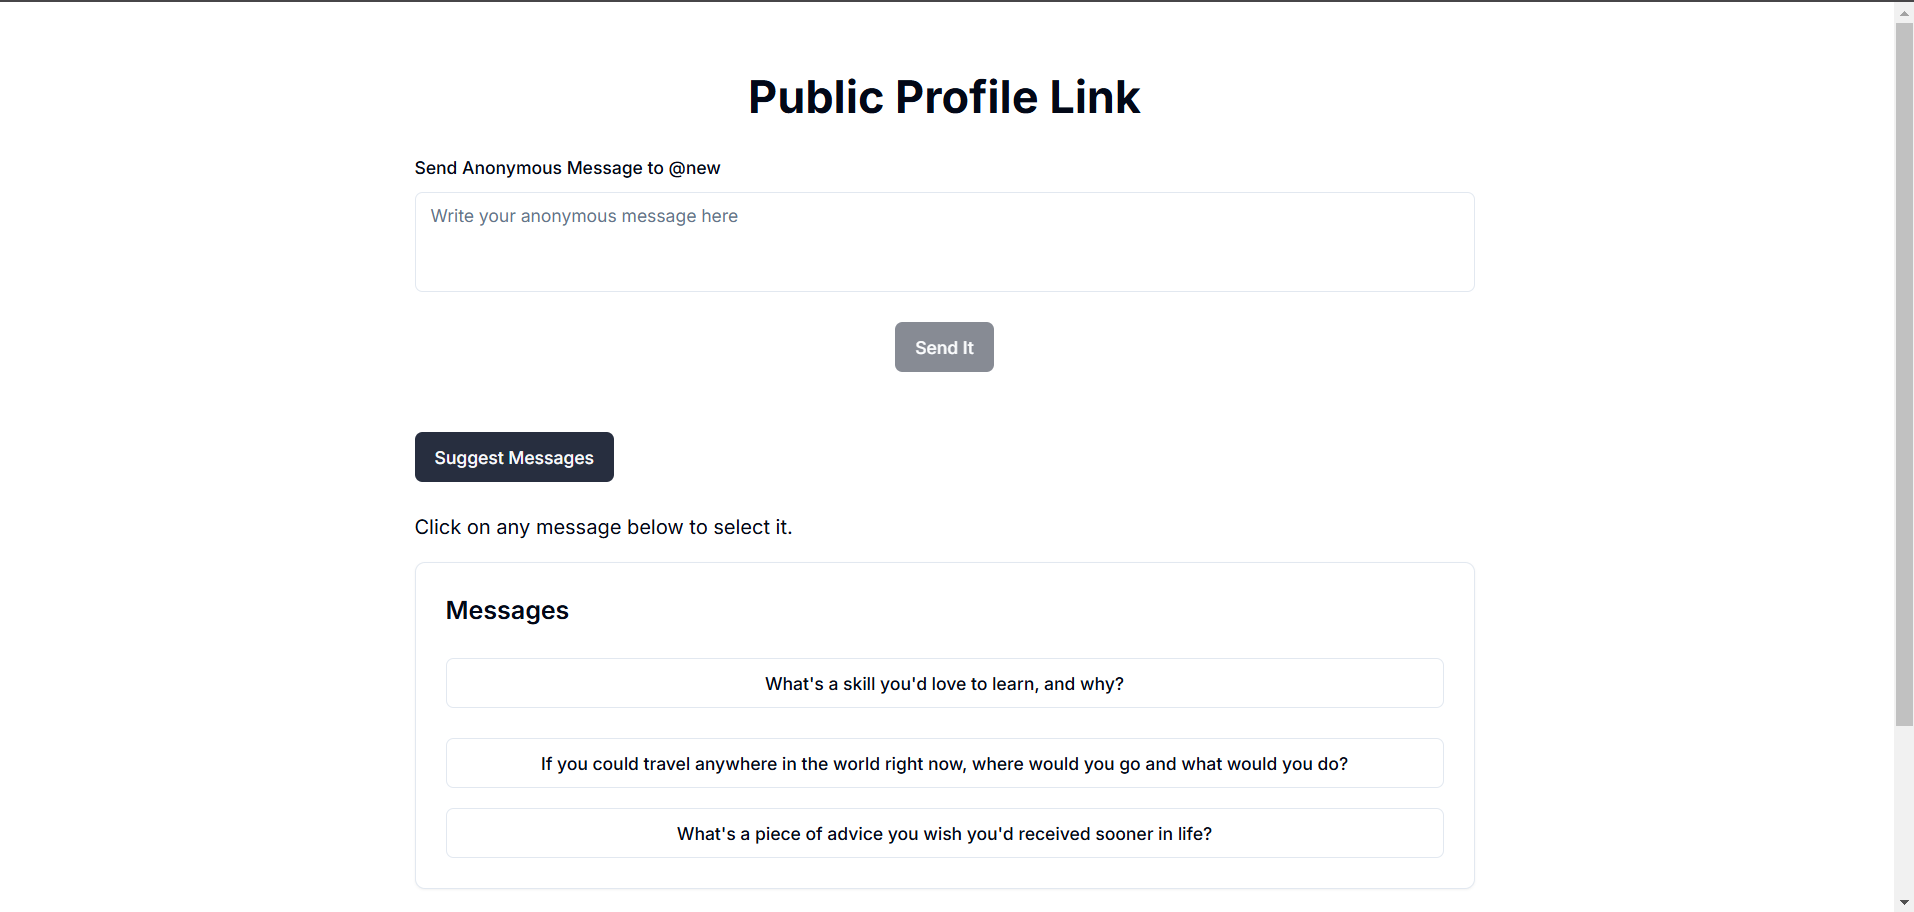 Public Profile Link
Send Anonymous Message to @new
Write your anonymous message here
Send It
Suggest Messages
Click on any message below to select it.
Messages
What's a skill you'd love to learn, and why?
If you could travel anywhere in the world right now, where would you go and what would you do?
What's a piece of advice you wish you'd received sooner in life?